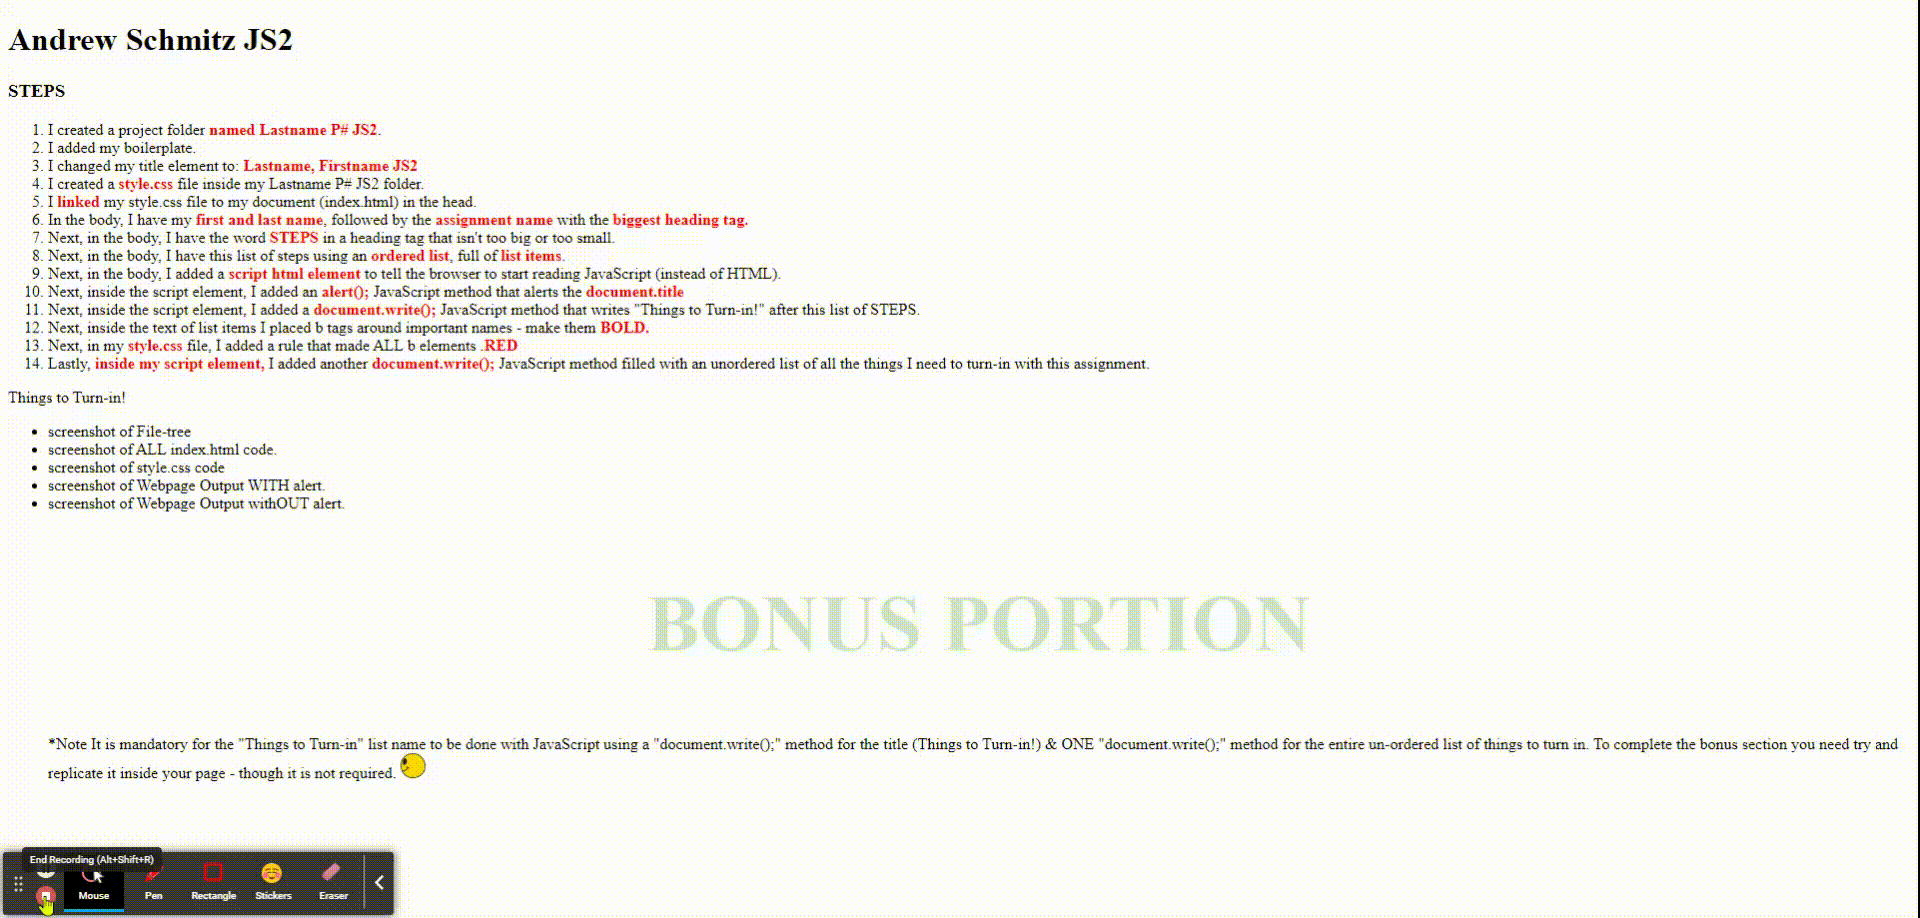 Andrew Schmitz JS2
STEPS
1. I created a project folder named Lastname P# JS2.
2. I added my boilerplate.
3. I changed my title element to: Lastname, Firstname JS2
4. I created a style.css file inside my Lastname P# JS2 folder.
5. I linked my style.css file to my document (index.html) in the head.
6. In the body, I have my first and last name, followed by the assignment name with the biggest heading tag.
7. Next, in the body, I have the word STEPS in a heading tag that isn't too big or too small.
8. Next, in the body, I have this list of steps using an ordered list, full of list items.
9. Next, in the body, I added a script html element to tell the browser to start reading JavaScript (instead of HTML).
10. Next, inside the script element, I added an alert(); JavaScript method that alerts the document.title
11. Next, inside the script element, I added a document.write(); JavaScript method that writes "Things to Turn-in!" after this list of STEPS.
12. Next, inside the text of list items I placed b tags around important names - make them BOLD.
13. Next, in my style.css file, I added a rule that made ALL b elements .RED
14. Lastly, inside my script element, I added another document.write(); JavaScript method filled with an unordered list of all the things I need to turn-in with this assignment.
Things to Turn-in!
• screenshot of File-tree
• screenshot of ALL index.html code.
• screenshot of style.css code
• screenshot of Webpage Output WITH alert.
• screenshot of Webpage Output withOUT alert.
BONUS PORTION
*Note It is mandatory for the "Things to Turn-in" list name to be done with JavaScript using a "document.write();" method for the title (Things to Turn-in!) & ONE "document.write();" method for the entire un-ordered list of things to turn in. To complete the bonus section you need try and
replicate it inside your page - though it is not required.
End Recording (Alt+Shift+R)
Mouse Pen Rectangle Stickers Eraser